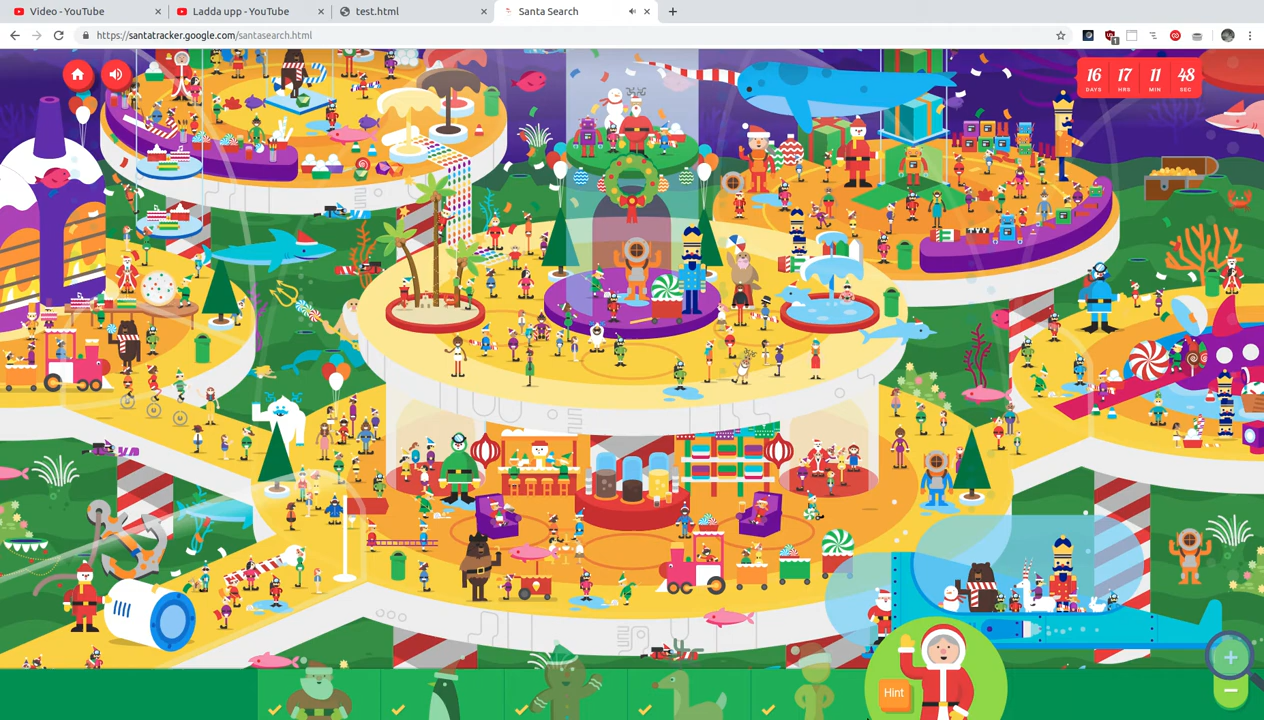 Video - YouTube
Ladda upp - YouTube
test.html
Santa Search
https://santatracker.google.com/santasearch.html
1
16 17 11 48
DAYS HRS MIN SEC
Hint